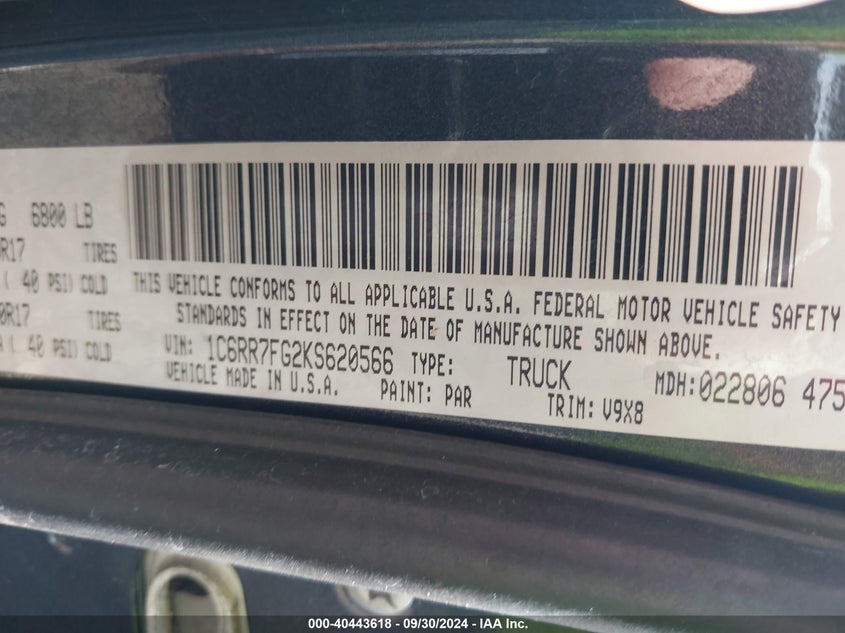 G 6800 LB
R17 TIRES
( 40 PSI) COLD
0R17 TIRES
( 40 PSI) COLD
THIS VEHICLE CONFORMS TO ALL APPLICABLE U.S.A. FEDERAL MOTOR VEHICLE SAFETY
STANDARDS IN EFFECT ON THE DATE OF MANUFACTURE SHOWN ABOVE.
VIN: 1C6RR7FG2KS620566 TYPE: TRUCK MDH:022806 475
VEHICLE MADE IN U.S.A. PAINT: PAR TRIM: V9X8
000-40443618 - 09/30/2024 - IAA Inc.